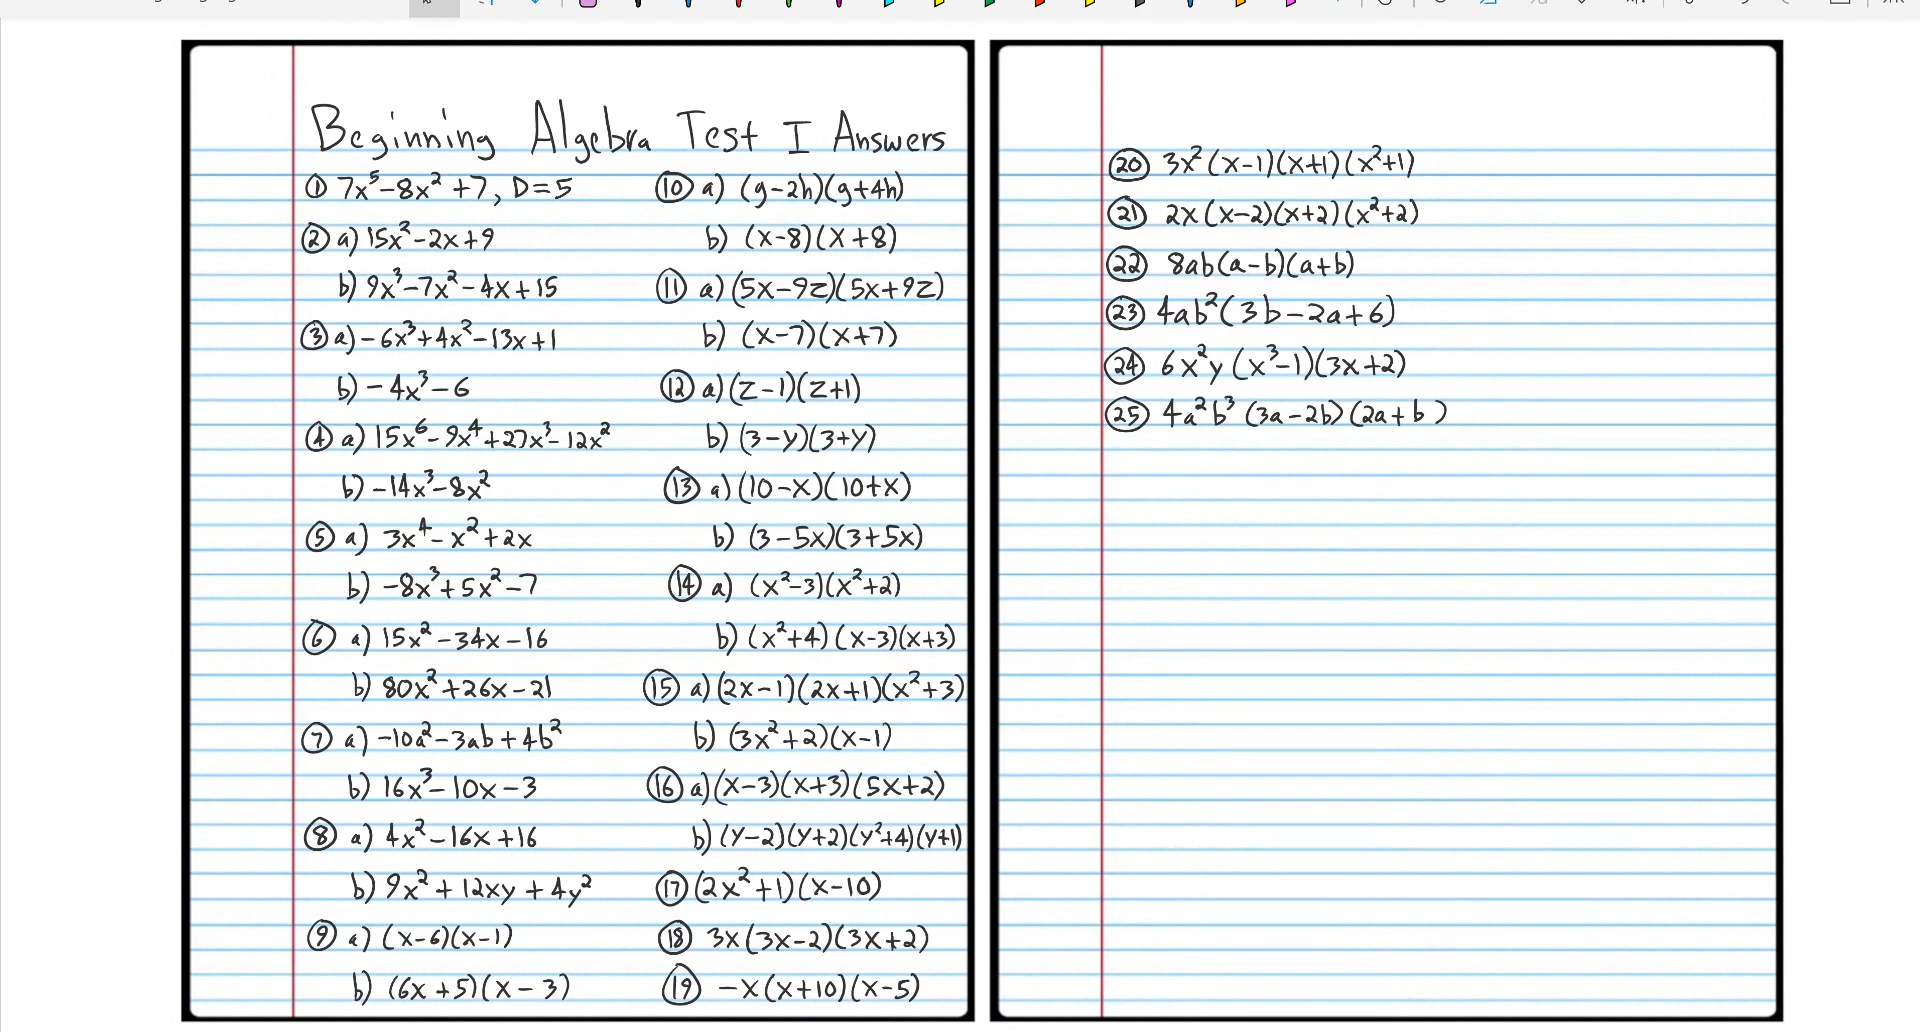 Beginning Algebra Test I Answers
① 7x⁵-8x²+7, D=5
② a) 15x²-2x+9
b) 9x³-7x²-4x+15
③ a) -6x³+4x²-13x+1
b) -4x³-6
④ a) 15x⁶-9x⁴+27x³-12x²
b) -14x³-8x²
⑤ a) 3x⁴-x²+2x
b) -8x³+5x²-7
⑥ a) 15x²-34x-16
b) 80x²+26x-21
⑦ a) -10a²-3ab+4b²
b) 16x³-10x-3
⑧ a) 4x²-16x+16
b) 9x²+12xy+4y²
⑨ a) (x-6)(x-1)
b) (6x+5)(x-3)
⑩ a) (g-2h)(g+4h)
b) (x-8)(x+8)
⑪ a) (5x-9z)(5x+9z)
b) (x-7)(x+7)
⑫ a) (z-1)(z+1)
b) (3-y)(3+y)
⑬ a) (10-x)(10+x)
b) (3-5x)(3+5x)
⑭ a) (x²-3)(x²+2)
b) (x²+4)(x-3)(x+3)
⑮ a) (2x-1)(2x+1)(x²+3)
b) (3x²+2)(x-1)
⑯ a) (x-3)(x+3)(5x+2)
b) (y-2)(y+2)(y²+4)(y+1)
⑰ (2x²+1)(x-10)
⑱ 3x(3x-2)(3x+2)
⑲ -x(x+10)(x-5)
⑳ 3x²(x-1)(x+1)(x²+1)
㉑ 2x(x-2)(x+2)(x²+2)
㉒ 8ab(a-b)(a+b)
㉓ 4ab²(3b-2a+6)
㉔ 6x²y(x³-1)(3x+2)
㉕ 4a²b³(3a-2b)(2a+b)